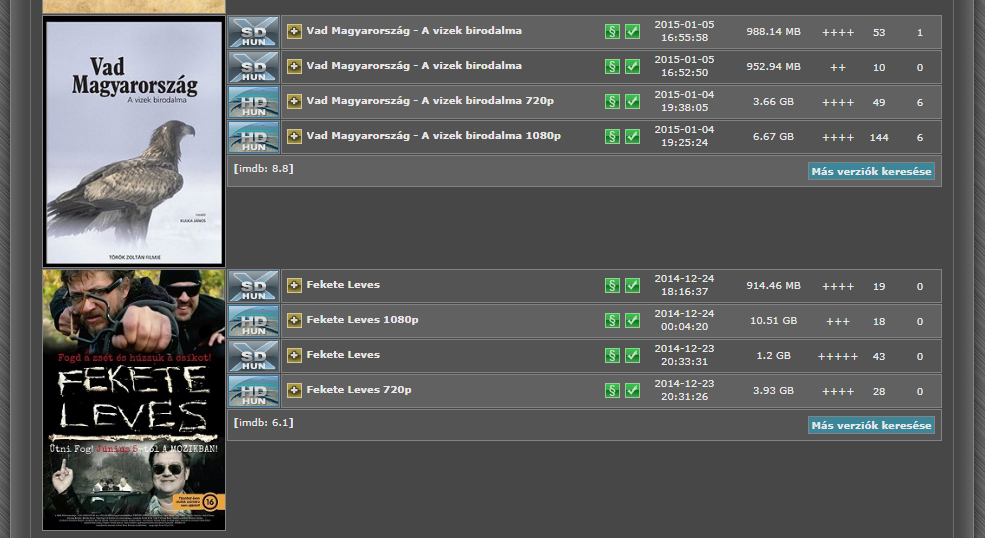 Vad
Magyarország
A vizek birodalma
KULKA JÁNOS
TÖRÖK ZOLTÁN FILMJE
SD HUN Vad Magyarország - A vizek birodalma § 2015-01-05 16:55:58 988.14 MB ++++ 53 1
SD HUN Vad Magyarország - A vizek birodalma § 2015-01-05 16:52:50 952.94 MB ++ 10 0
HD HUN Vad Magyarország - A vizek birodalma 720p § 2015-01-04 19:38:05 3.66 GB ++++ 49 6
HD HUN Vad Magyarország - A vizek birodalma 1080p § 2015-01-04 19:25:24 6.67 GB ++++ 144 6
[imdb: 8.8] Más verziók keresése
Fogd a zsét és húzzuk a csíkot!
FEKETE
LEVES
Ütni Fog! Június 5-től A MOZIKBAN!
16
SD HUN Fekete Leves § 2014-12-24 18:16:37 914.46 MB ++++ 19 0
HD HUN Fekete Leves 1080p § 2014-12-24 00:04:20 10.51 GB +++ 18 0
SD HUN Fekete Leves § 2014-12-23 20:33:31 1.2 GB +++++ 43 0
HD HUN Fekete Leves 720p § 2014-12-23 20:31:26 3.93 GB ++++ 28 0
[imdb: 6.1] Más verziók keresése